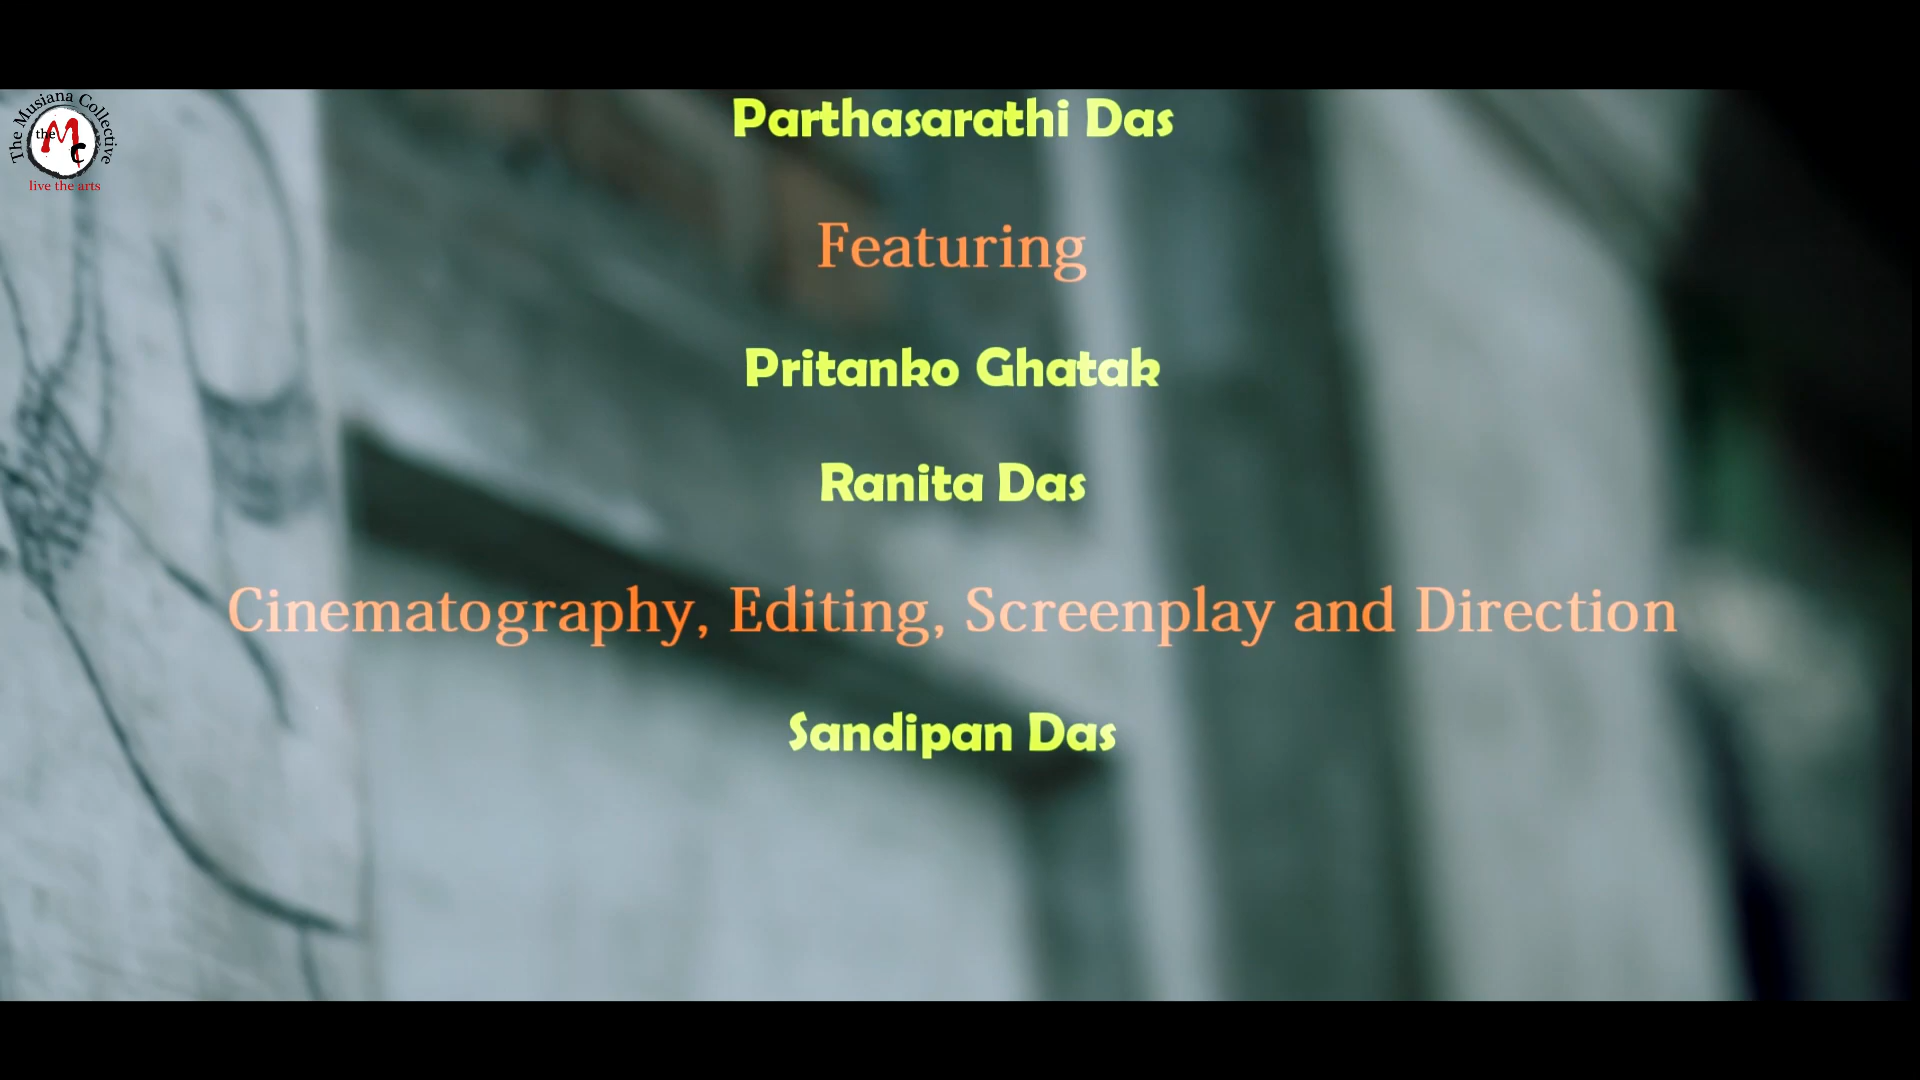 The Musiana Collective
the Mc
live the arts
Parthasarathi Das
Featuring
Pritanko Ghatak
Ranita Das
Cinematography, Editing, Screenplay and Direction
Sandipan Das